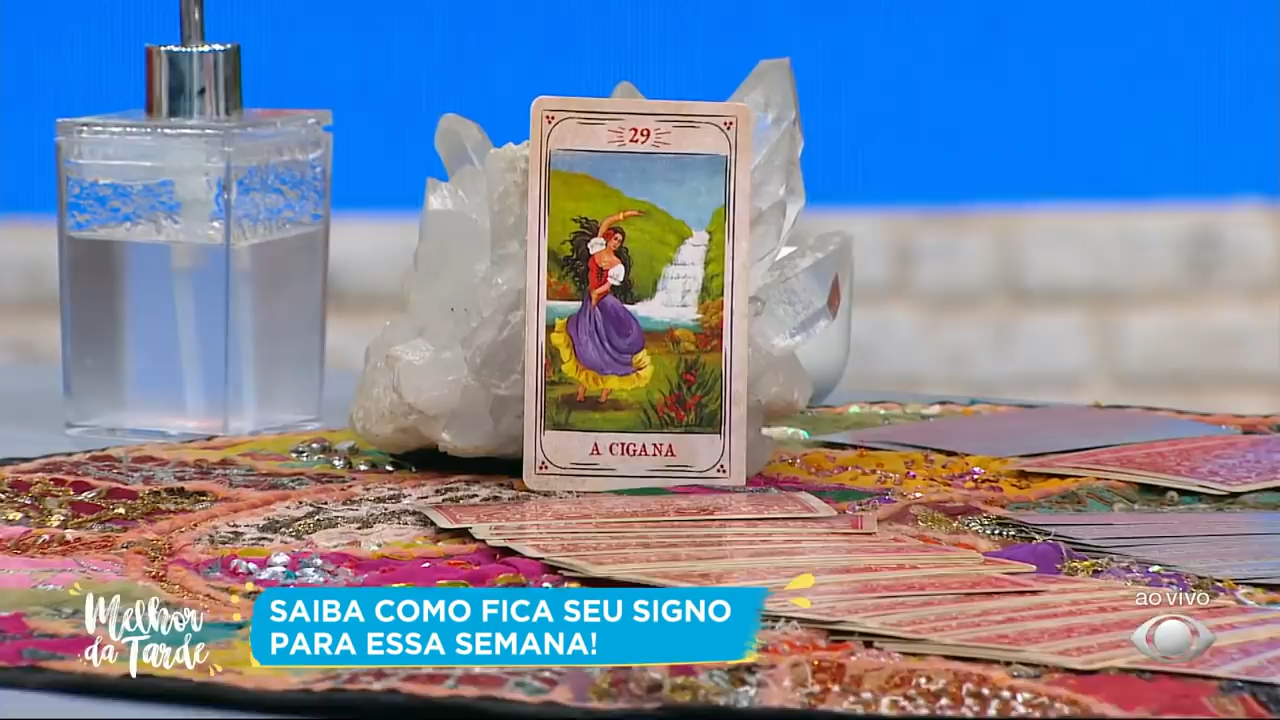 29
A CIGANA
Melhor
da Tarde
SAIBA COMO FICA SEU SIGNO
PARA ESSA SEMANA!
ao vivo